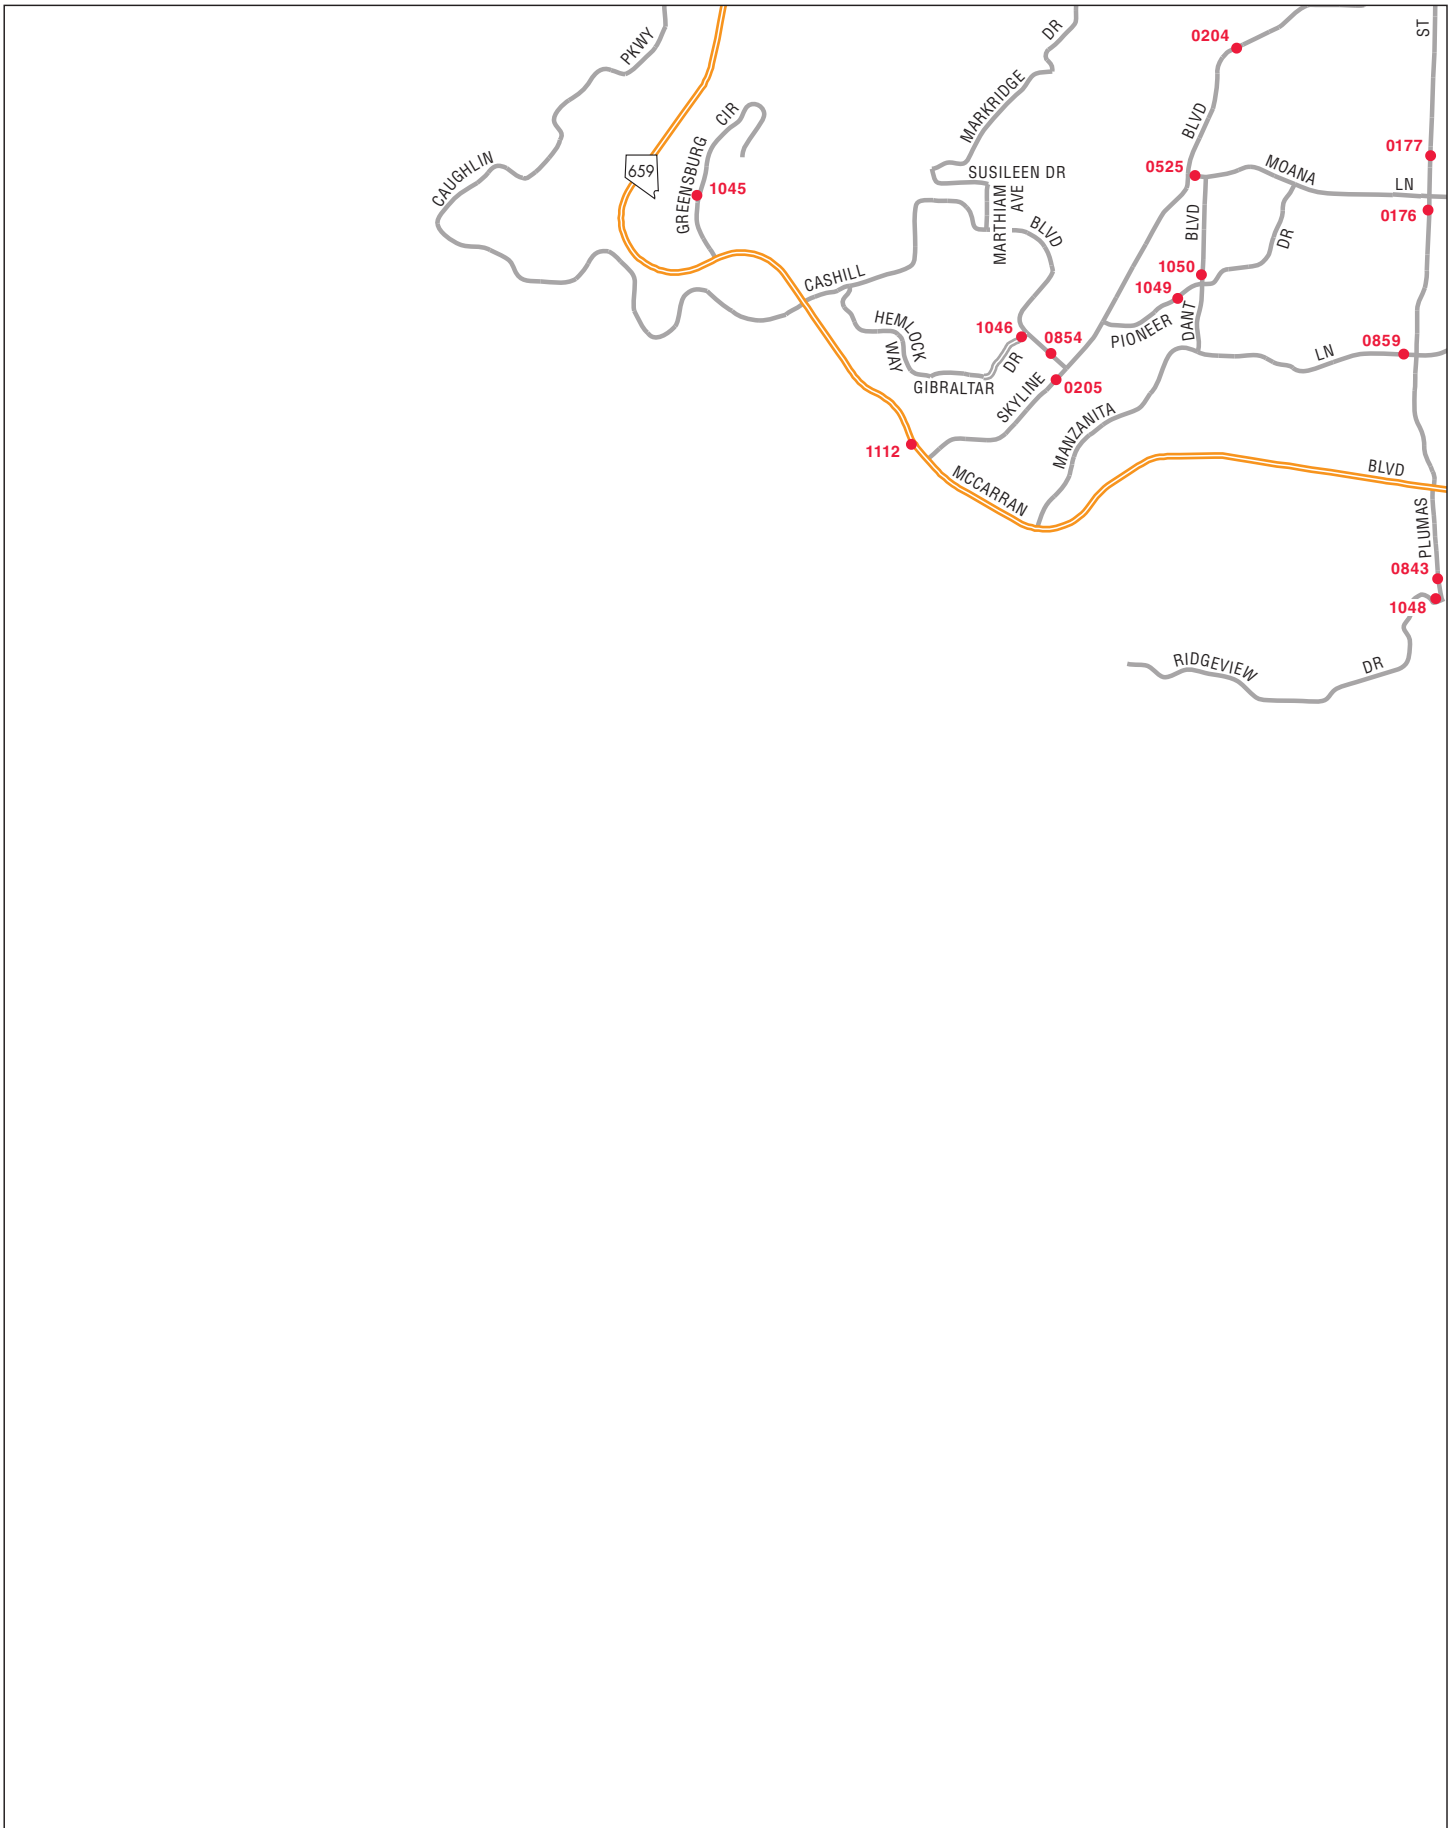 ST
DR
PKWY
0204
MARKRIDGE
BLVD
CIR
0177
CAUGHLIN
659
GREENSBURG
1045
SUSILEEN DR
0525
MOANA
LN
0176
MARTHIAM
AVE
BLVD
BLVD
DR
1050
1049
CASHILL
HEMLOCK
WAY
1046
0854
PIONEER
DANT
0859
LN
DR
GIBRALTAR
0205
SKYLINE
MANZANITA
1112
MCCARRAN
BLVD
PLUMAS
0843
1048
RIDGEVIEW
DR